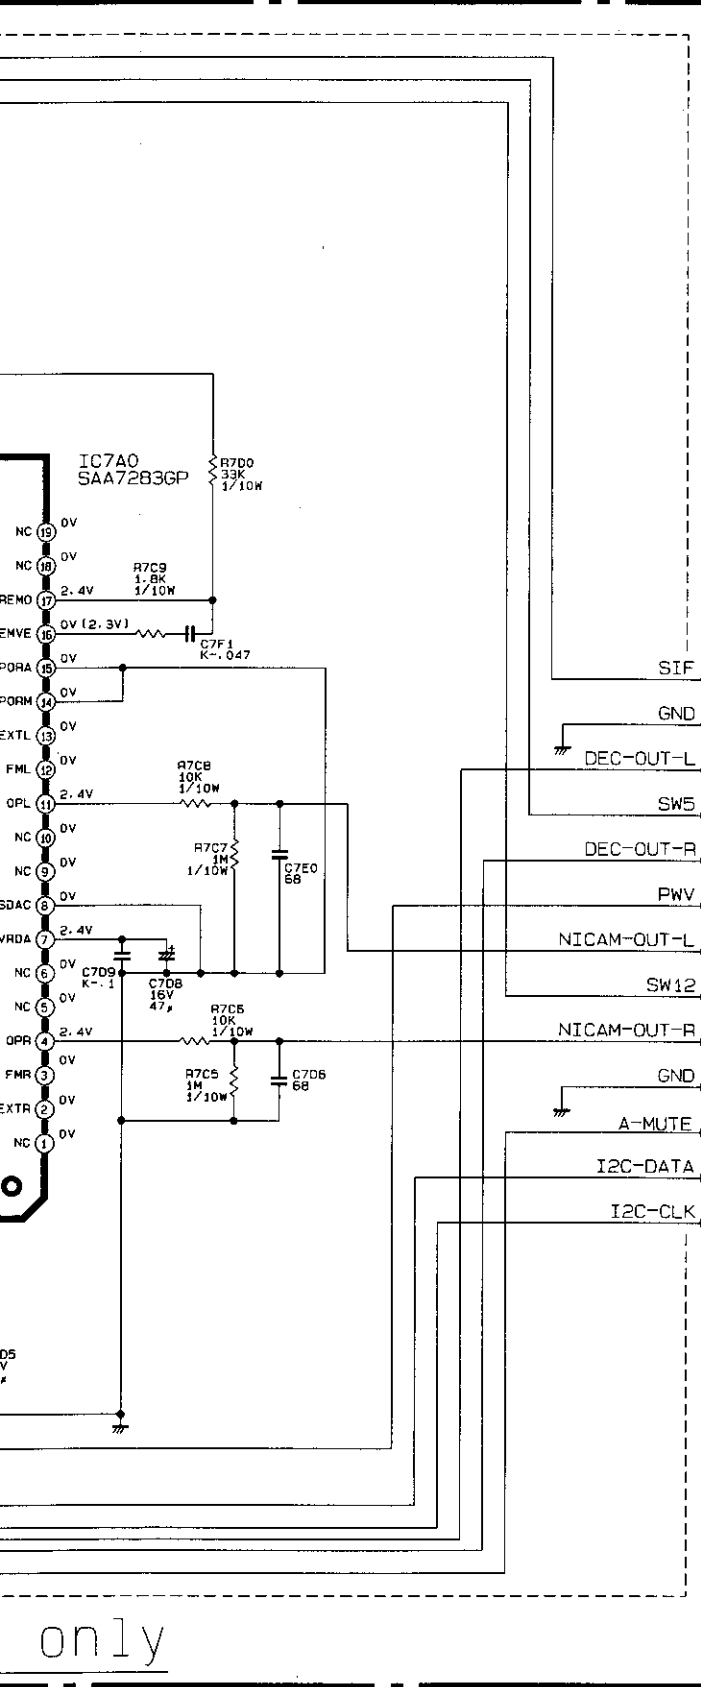 IC7A0
SAA7283GP
R7D0
33K
1/10W
NC 19 0V
NC 18 0V
REMO 17 2.4V
R7C9
1.8K
1/10W
EMVE 16 0V(2.3V)
C7F1
K-.047
PORA 15 0V
PORM 14 0V
EXTL 13 0V
FML 12 0V
OPL 11 2.4V
R7C8
10K
1/10W
NC 10 0V
R7C7
1M
1/10W
C7E0
68
NC 9 0V
SDAC 8 0V
VRDA 7 2.4V
NC 6 0V
C7D9
K-.1
C7D8
16V
47µ
NC 5 0V
OPR 4 2.4V
R7C6
10K
1/10W
FMR 3 0V
R7C5
1M
1/10W
C7D6
68
EXTR 2 0V
NC 1 0V
SIF
GND
DEC-OUT-L
SW5
DEC-OUT-R
PWV
NICAM-OUT-L
SW12
NICAM-OUT-R
GND
A-MUTE
I2C-DATA
I2C-CLK
D5
V
µ
only